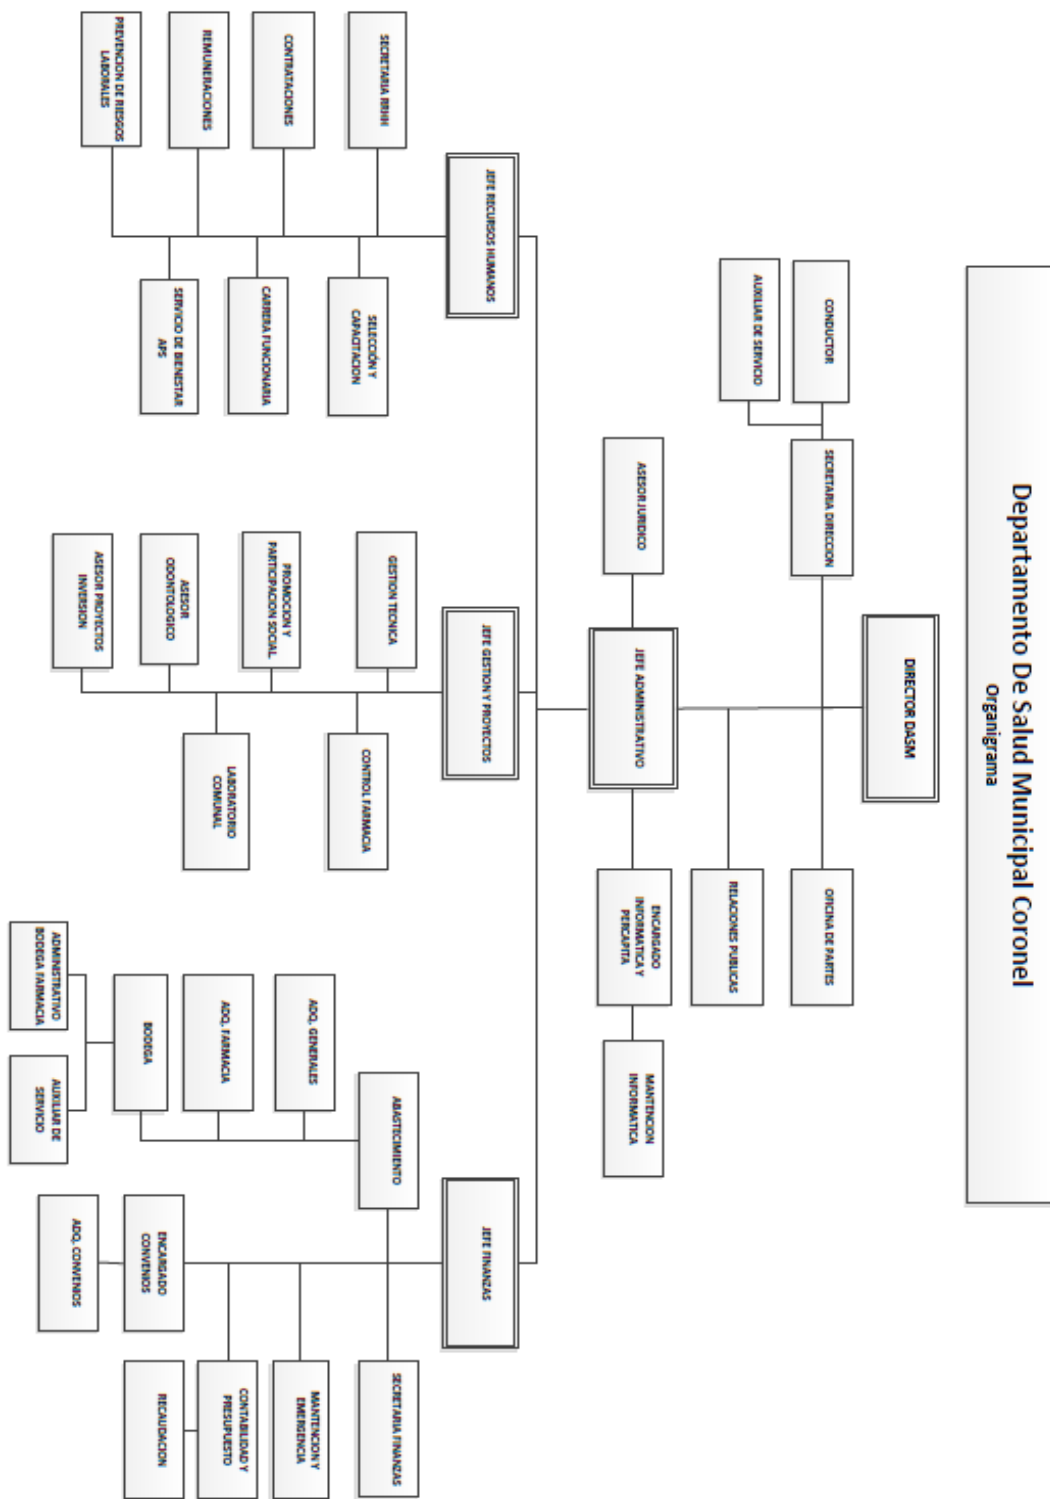 Departamento De Salud Municipal Coronel
Organigrama
DIRECTOR DASM
SECRETARIA DIRECCION
OFICINA DE PARTES
CONDUCTOR
AUXILIAR DE SERVICIO
RELACIONES PUBLICAS
ASESOR JURIDICO
JEFE ADMINISTRATIVO
ENCARGADO
INFORMATICA Y
PERCAPITA
MANTENCION
INFORMATICA
JEFE RECURSOS HUMANOS
SECRETARIA RRHH
SELECCIÓN Y
CAPACITACION
CONTRATACIONES
CARRERA FUNCIONARIA
REMUNERACIONES
SERVICIO DE BIENESTAR
APS
PREVENCION DE RIESGOS
LABORALES
JEFE GESTION Y PROYECTOS
GESTION TECNICA
CONTROL FARMACIA
PROMOCION Y
PARTICIPACION SOCIAL
LABORATORIO
COMUNAL
ASESOR
ODONTOLOGICO
ASESOR PROYECTOS
INVERSION
JEFE FINANZAS
ABASTECIMIENTO
SECRETARIA FINANZAS
ADQ. GENERALES
MANTENCION Y
EMERGENCIA
ADQ. FARMACIA
CONTABILIDAD Y
PRESUPUESTO
BODEGA
ENCARGADO
CONVENIOS
RECAUDACION
ADMINISTRATIVO
BODEGA FARMACIA
AUXILIAR DE
SERVICIO
ADQ. CONVENIOS